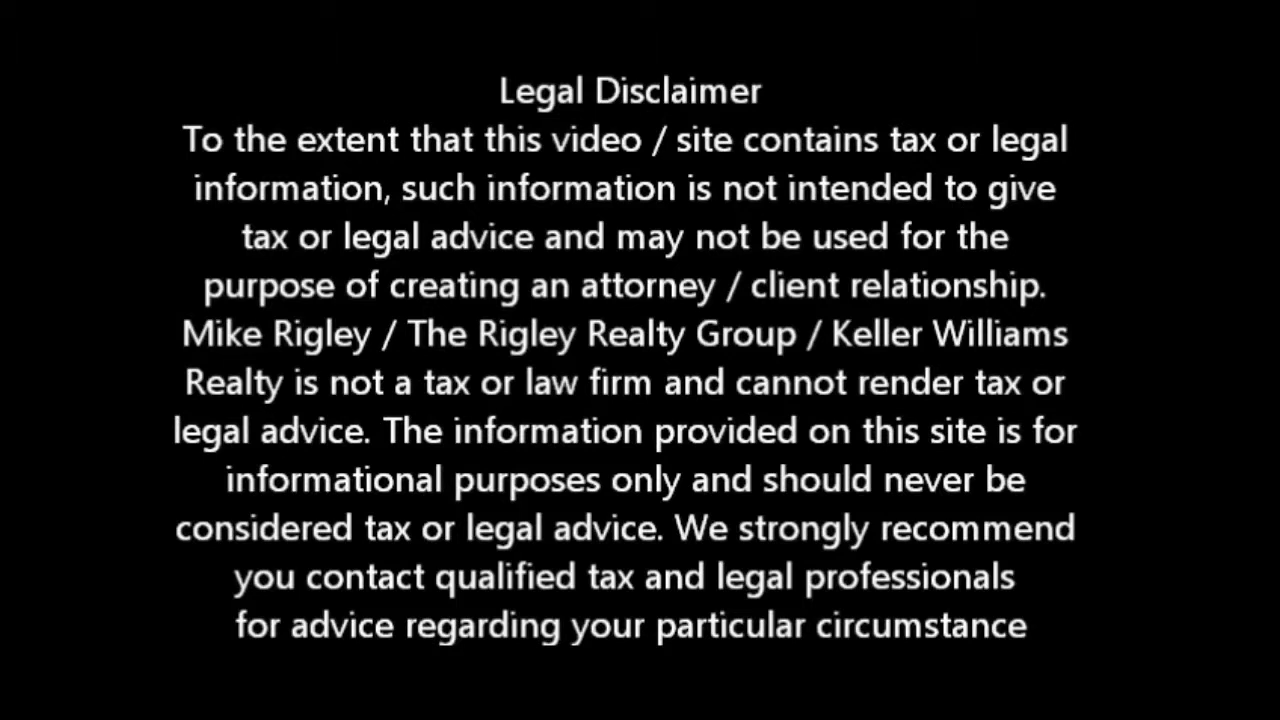 Legal Disclaimer
To the extent that this video / site contains tax or legal
information, such information is not intended to give
tax or legal advice and may not be used for the
purpose of creating an attorney / client relationship.
Mike Rigley / The Rigley Realty Group / Keller Williams
Realty is not a tax or law firm and cannot render tax or
legal advice. The information provided on this site is for
informational purposes only and should never be
considered tax or legal advice. We strongly recommend
you contact qualified tax and legal professionals
for advice regarding your particular circumstance